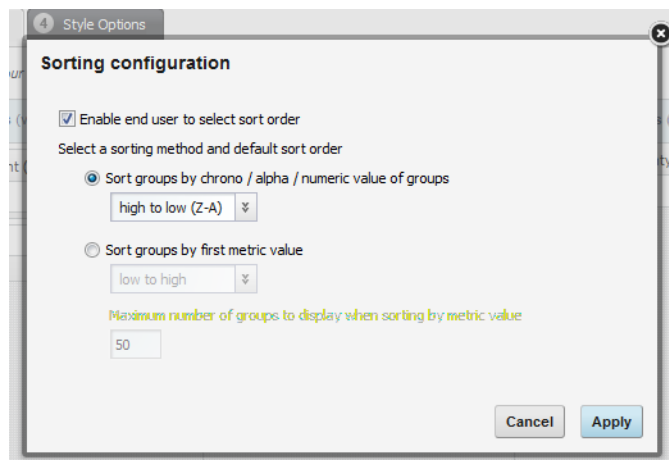 4 Style Options
Sorting configuration
our
Enable end user to select sort order
Select a sorting method and default sort order
Sort groups by chrono / alpha / numeric value of groups
high to low (Z-A)
Sort groups by first metric value
low to high
Maximum number of groups to display when sorting by metric value
50
Cancel Apply